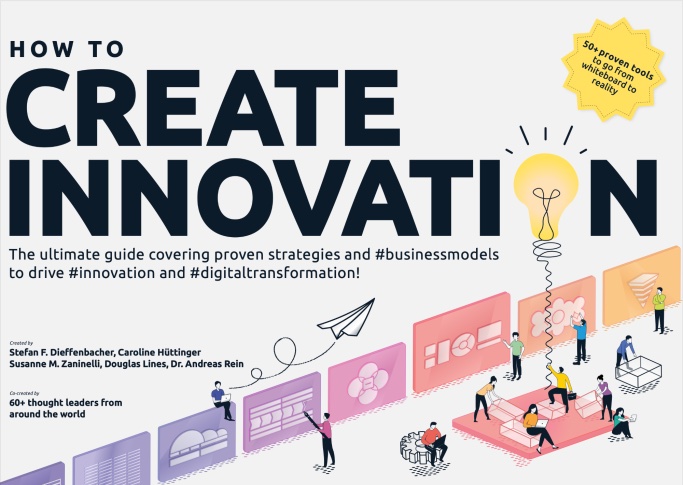 HOW TO
CREATE
INNOVATION
50+ proven tools
to go from
whiteboard to
reality
The ultimate guide covering proven strategies and #businessmodels
to drive #innovation and #digitaltransformation!
Created by
Stefan F. Dieffenbacher, Caroline Hüttinger
Susanne M. Zaninelli, Douglas Lines, Dr. Andreas Rein
Co-created by
60+ thought leaders from
around the world